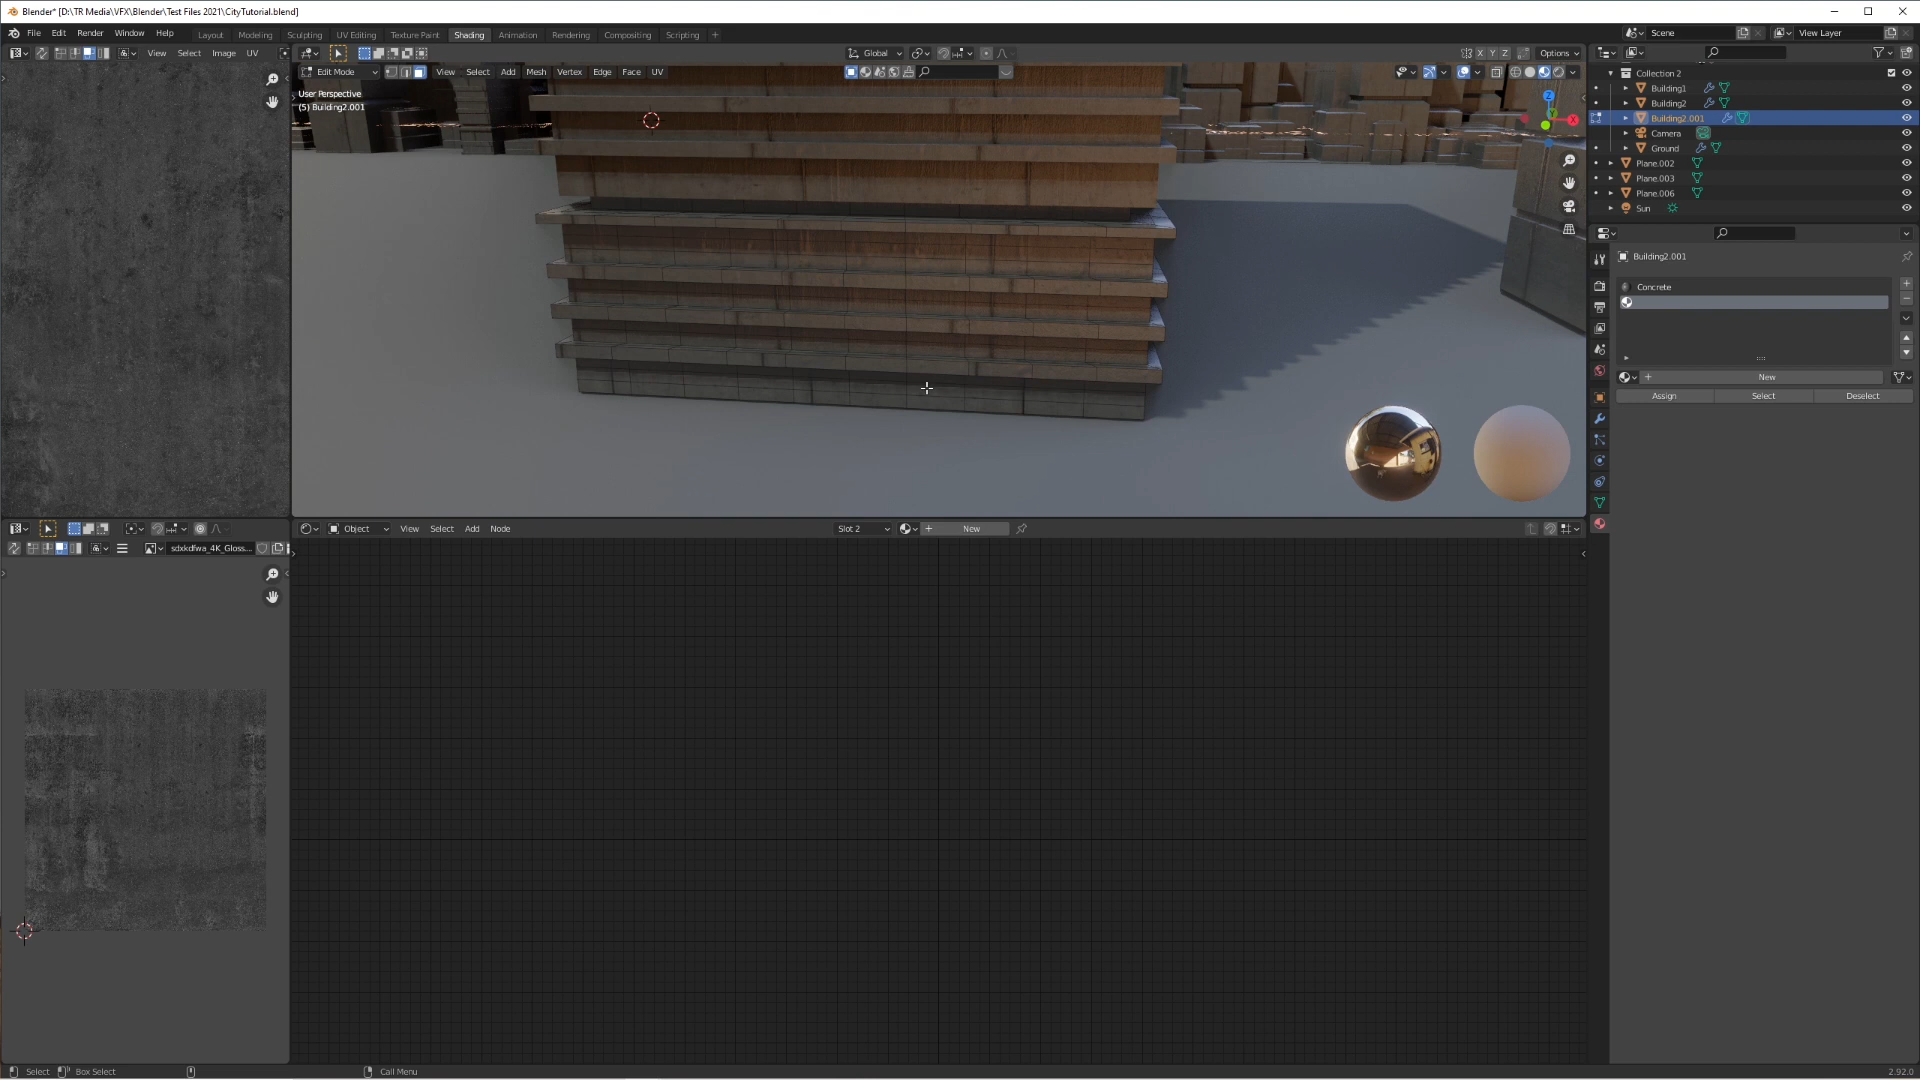 Blender* [D:\TR Media\VFX\Blender\Test Files 2021\CityTutorial.blend]
File Edit Render Window Help Layout Modeling Sculpting UV Editing Texture Paint Shading Animation Rendering Compositing Scripting + Scene View Layer
View Select Image UV Global X Y Z Options
Edit Mode View Select Add Mesh Vertex Edge Face UV
User Perspective
(5) Building2.001
Z
X
Collection 2
Building1
Building2
Building2.001
Camera
Ground
Plane.002
Plane.003
Plane.006
Sun
Building2.001
Concrete
New
Assign Select Deselect
Object View Select Add Node Slot 2 New
sdxkdfwa_4K_Gloss...
Select Box Select Call Menu 2.92.0